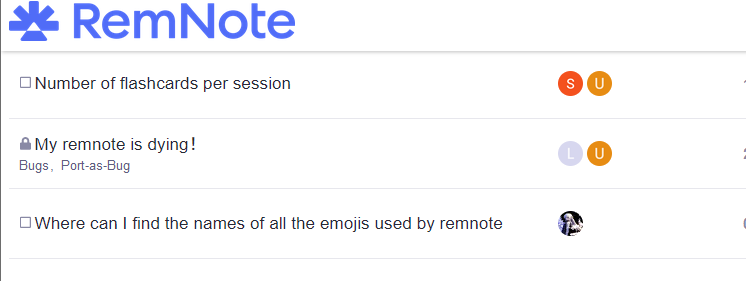 RemNote
Number of flashcards per session
S U
My remnote is dying！
L U
Bugs，Port-as-Bug
Where can I find the names of all the emojis used by remnote